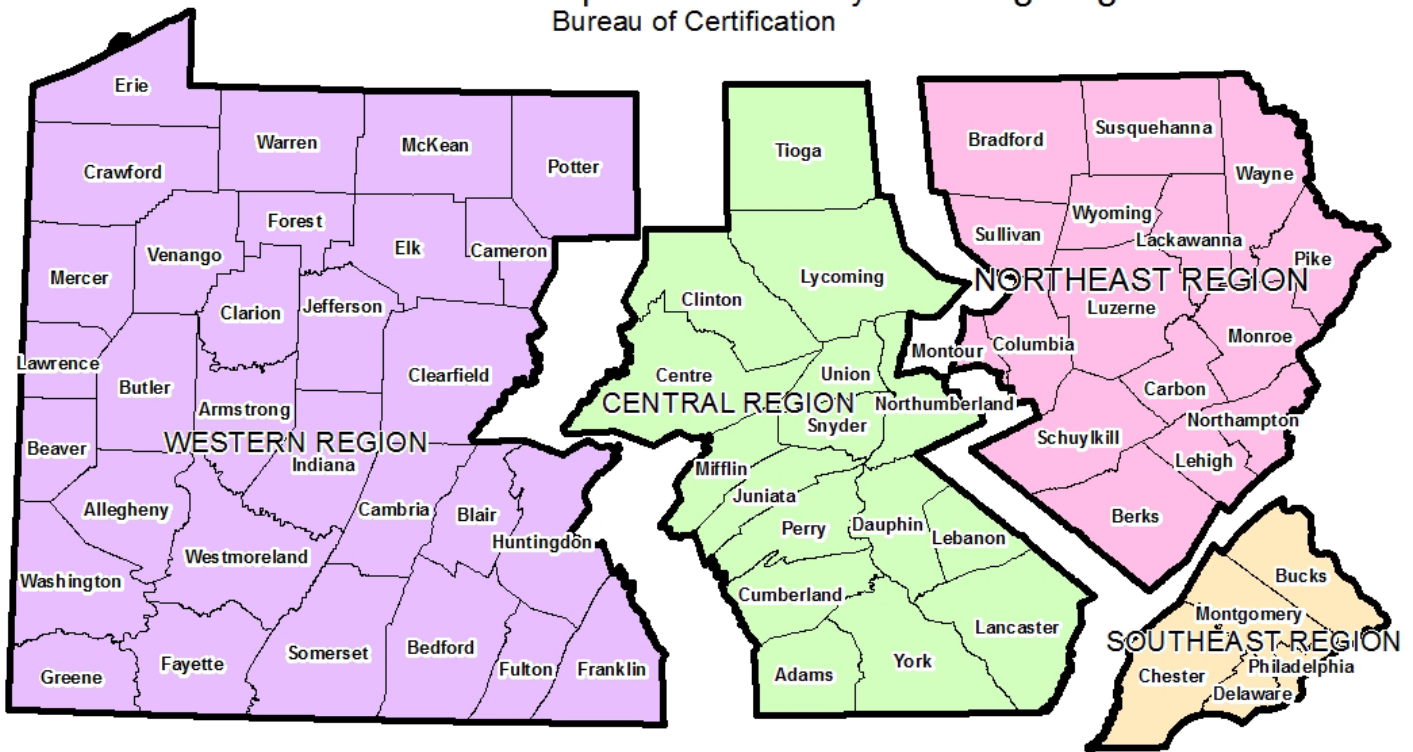 Bureau of Certification
Erie
Warren
McKean
Potter
Crawford
Forest
Elk
Cameron
Venango
Mercer
Clarion
Jefferson
Lawrence
Butler
Clearfield
Armstrong
WESTERN REGION
Beaver
Indiana
Allegheny
Cambria
Blair
Huntingdon
Westmoreland
Washington
Somerset
Bedford
Fayette
Fulton
Franklin
Greene
Tioga
Lycoming
Clinton
Centre
Union
CENTRAL REGION
Northumberland
Snyder
Mifflin
Juniata
Perry
Dauphin
Lebanon
Cumberland
Lancaster
York
Adams
Bradford
Susquehanna
Wayne
Wyoming
Sullivan
Lackawanna
Pike
NORTHEAST REGION
Luzerne
Monroe
Columbia
Montour
Carbon
Northampton
Schuylkill
Lehigh
Berks
Bucks
Montgomery
SOUTHEAST REGION
Philadelphia
Chester
Delaware